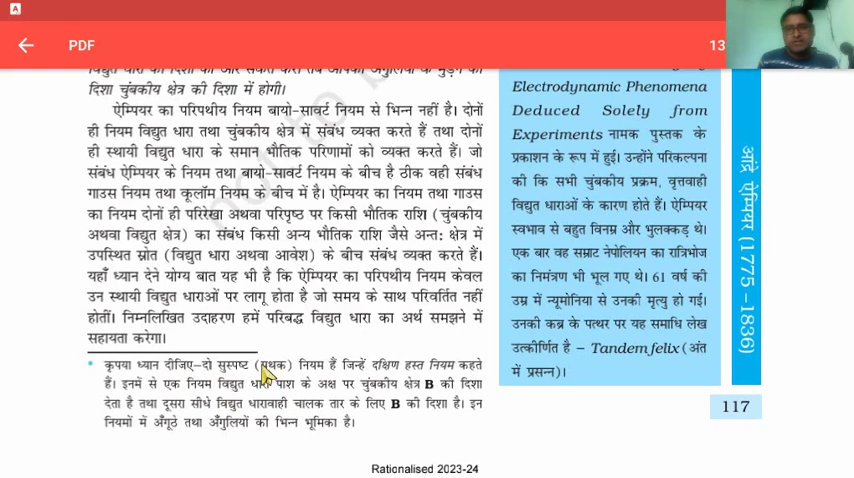 A
PDF
13
विद्युत धारा की दिशा की ओर संकेत करता तब आपकी अंगुलियों के मुड़ने की
दिशा चुंबकीय क्षेत्र की दिशा में होगी।
ऐम्पियर का परिपथीय नियम बायो-सावर्ट नियम से भिन्न नहीं है। दोनों
ही नियम विद्युत धारा तथा चुंबकीय क्षेत्र में संबंध व्यक्त करते हैं तथा दोनों
ही स्थायी विद्युत धारा के समान भौतिक परिणामों को व्यक्त करते हैं। जो
संबंध ऐम्पियर के नियम तथा बायो-सावर्ट नियम के बीच है ठीक वही संबंध
गाउस नियम तथा कूलॉम नियम के बीच में है। ऐम्पियर का नियम तथा गाउस
का नियम दोनों ही परिरेखा अथवा परिपृष्ठ पर किसी भौतिक राशि (चुंबकीय
अथवा विद्युत क्षेत्र) का संबंध किसी अन्य भौतिक राशि जैसे अन्त: क्षेत्र में
उपस्थित स्रोत (विद्युत धारा अथवा आवेश) के बीच संबंध व्यक्त करते हैं।
यहाँ ध्यान देने योग्य बात यह भी है कि ऐम्पियर का परिपथीय नियम केवल
उन स्थायी विद्युत धाराओं पर लागू होता है जो समय के साथ परिवर्तित नहीं
होतीं। निम्नलिखित उदाहरण हमें परिबद्ध विद्युत धारा का अर्थ समझने में
सहायता करेगा।
* कृपया ध्यान दीजिए–दो सुस्पष्ट (पृथक) नियम हैं जिन्हें दक्षिण हस्त नियम कहते
हैं। इनमें से एक नियम विद्युत धारा पाश के अक्ष पर चुंबकीय क्षेत्र B की दिशा
देता है तथा दूसरा सीधे विद्युत धारावाही चालक तार के लिए B की दिशा है। इन
नियमों में अँगूठे तथा अँगुलियों की भिन्न भूमिका है।
Electrodynamic Phenomena
Deduced Solely from
Experiments नामक पुस्तक के
प्रकाशन के रूप में हुई। उन्होंने परिकल्पना
की कि सभी चुंबकीय प्रक्रम, वृत्तवाही
विद्युत धाराओं के कारण होते हैं। ऐम्पियर
स्वभाव से बहुत विनम्र और भुलक्कड़ थे।
एक बार वह सम्राट नेपोलियन का रात्रिभोज
का निमंत्रण भी भूल गए थे। 61 वर्ष की
उम्र में न्यूमोनिया से उनकी मृत्यु हो गई।
उनकी कब्र के पत्थर पर यह समाधि लेख
उत्कीर्णित है – Tandem felix (अंत
में प्रसन्न)।
आंद्रे ऐम्पियर (1775 –1836)
117
Rationalised 2023-24